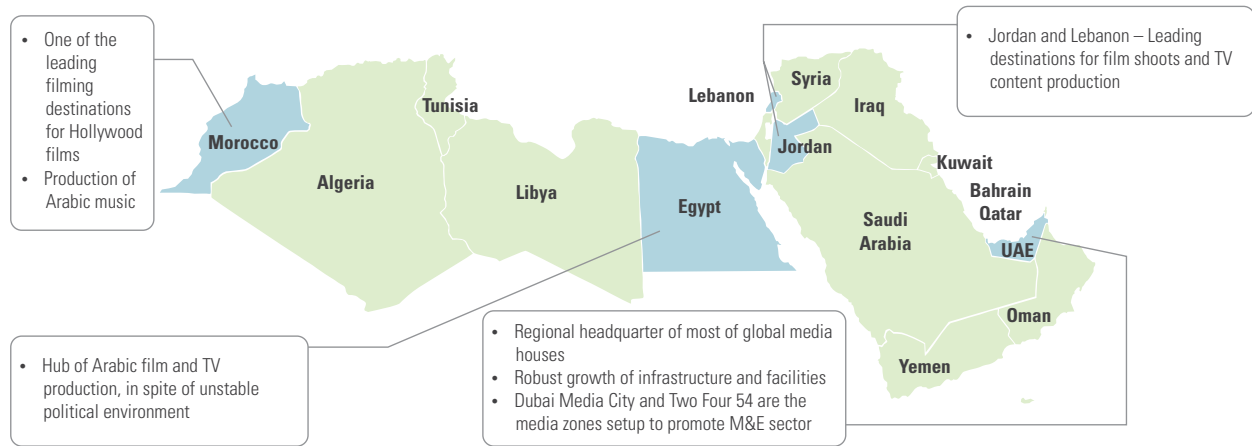 • One of the
leading
filming
destinations
for Hollywood
films
• Production of
Arabic music
• Jordan and Lebanon – Leading
destinations for film shoots and TV
content production
Syria
Lebanon
Iraq
Tunisia
Morocco
Jordan
Kuwait
Algeria
Libya
Egypt
Bahrain
Qatar
Saudi
Arabia
UAE
Oman
Yemen
• Hub of Arabic film and TV
production, in spite of unstable
political environment
• Regional headquarter of most of global media
houses
• Robust growth of infrastructure and facilities
• Dubai Media City and Two Four 54 are the
media zones setup to promote M&E sector